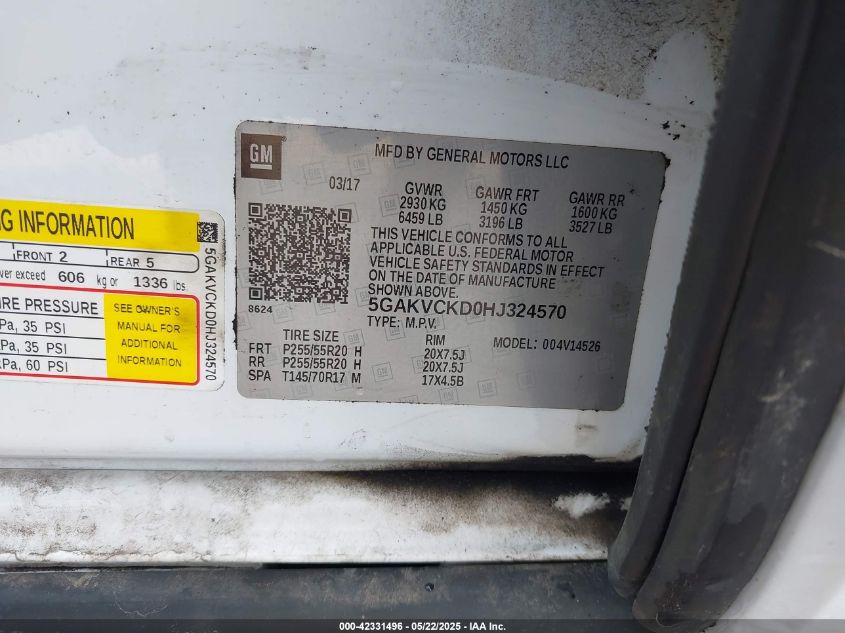 GM
MFD BY GENERAL MOTORS LLC
03/17
GVWR GAWR FRT GAWR RR
2930 KG 1450 KG 1600 KG
6459 LB 3196 LB 3527 LB
THIS VEHICLE CONFORMS TO ALL
APPLICABLE U.S. FEDERAL MOTOR
VEHICLE SAFETY STANDARDS IN EFFECT
ON THE DATE OF MANUFACTURE
SHOWN ABOVE.
8624
5GAKVCKD0HJ324570
TYPE: M.P.V.
MODEL: 004V14526
TIRE SIZE RIM
FRT P255/55R20 H 20X7.5J
RR P255/55R20 H 20X7.5J
SPA T145/70R17 M 17X4.5B
INFORMATION
FRONT 2 REAR 5
exceed 606 kg or 1336 lbs.
PRESSURE
35 PSI
35 PSI
60 PSI
SEE OWNER'S
MANUAL FOR
ADDITIONAL
INFORMATION
5GAKVCKD0HJ324570
000-42331496 - 05/22/2025 - IAA Inc.